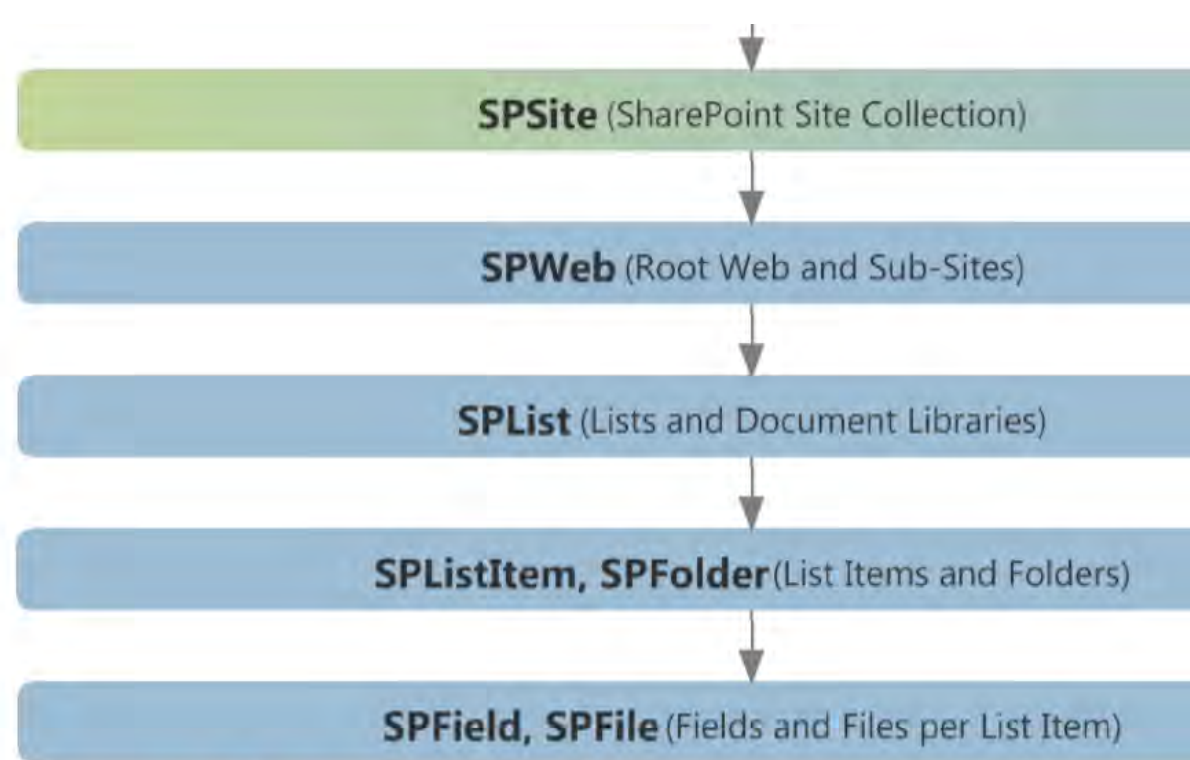 SPSite (SharePoint Site Collection)
SPWeb (Root Web and Sub-Sites)
SPList (Lists and Document Libraries)
SPListItem, SPFolder(List Items and Folders)
SPField, SPFile (Fields and Files per List Item)